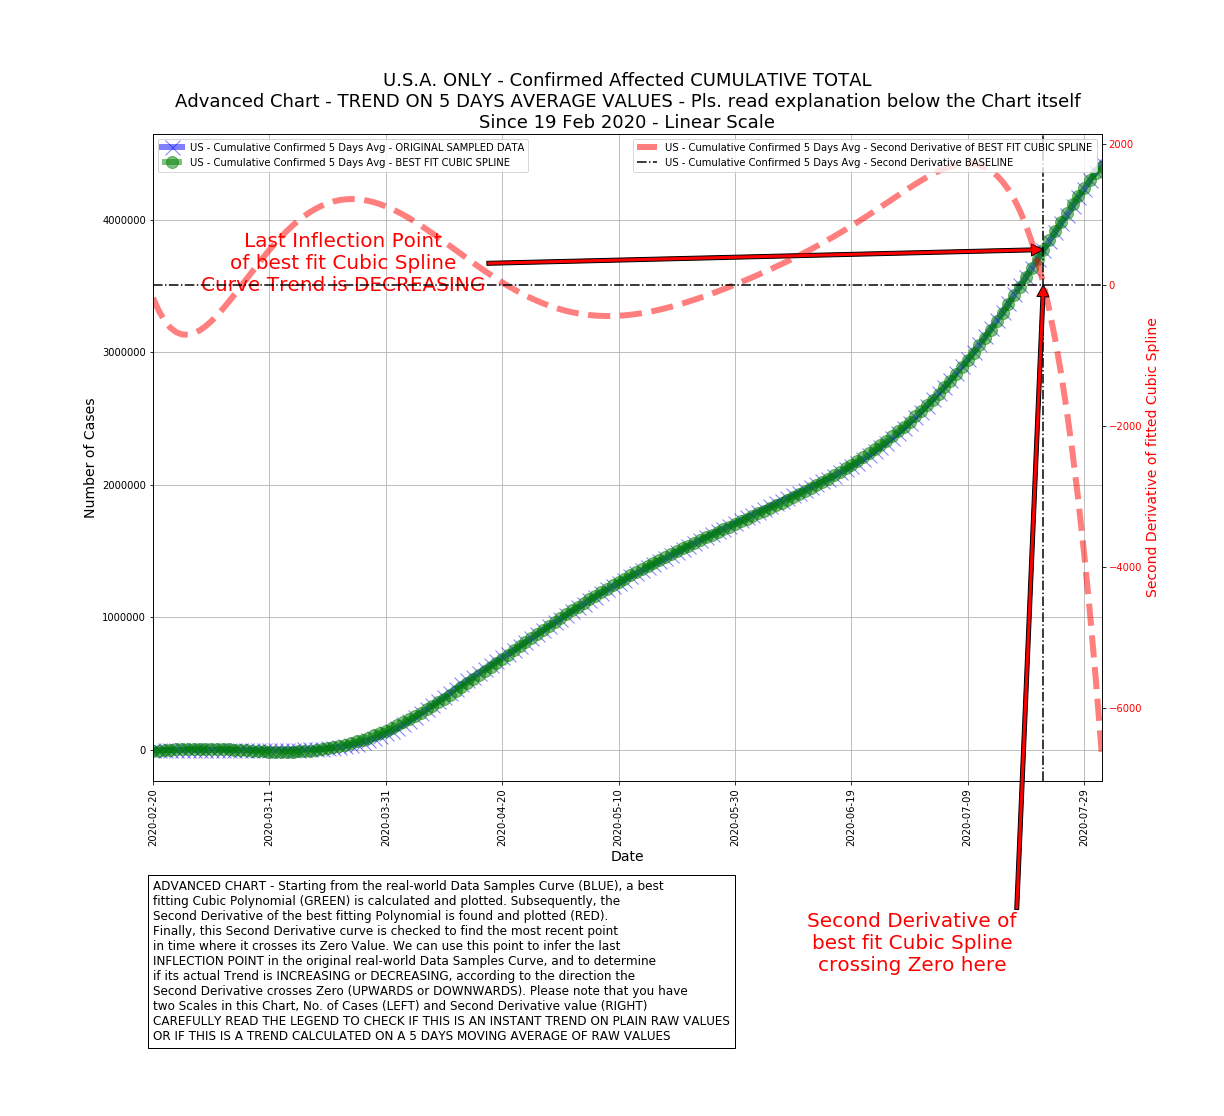 U.S.A. ONLY - Confirmed Affected CUMULATIVE TOTAL
Advanced Chart - TREND ON 5 DAYS AVERAGE VALUES - Pls. read explanation below the Chart itself
Since 19 Feb 2020 - Linear Scale
US - Cumulative Confirmed 5 Days Avg - ORIGINAL SAMPLED DATA
US - Cumulative Confirmed 5 Days Avg - BEST FIT CUBIC SPLINE
US - Cumulative Confirmed 5 Days Avg - Second Derivative of BEST FIT CUBIC SPLINE
US - Cumulative Confirmed 5 Days Avg - Second Derivative BASELINE
Last Inflection Point
of best fit Cubic Spline
Curve Trend is DECREASING
Number of Cases
4000000
3000000
2000000
1000000
0
2000
0
−2000
−4000
−6000
Second Derivative of fitted Cubic Spline
2020-02-20
2020-03-11
2020-03-31
2020-04-20
2020-05-10
2020-05-30
2020-06-19
2020-07-09
2020-07-29
Date
ADVANCED CHART - Starting from the real-world Data Samples Curve (BLUE), a best
fitting Cubic Polynomial (GREEN) is calculated and plotted. Subsequently, the
Second Derivative of the best fitting Polynomial is found and plotted (RED).
Finally, this Second Derivative curve is checked to find the most recent point
in time where it crosses its Zero Value. We can use this point to infer the last
INFLECTION POINT in the original real-world Data Samples Curve, and to determine
if its actual Trend is INCREASING or DECREASING, according to the direction the
Second Derivative crosses Zero (UPWARDS or DOWNWARDS). Please note that you have
two Scales in this Chart, No. of Cases (LEFT) and Second Derivative value (RIGHT)
CAREFULLY READ THE LEGEND TO CHECK IF THIS IS AN INSTANT TREND ON PLAIN RAW VALUES
OR IF THIS IS A TREND CALCULATED ON A 5 DAYS MOVING AVERAGE OF RAW VALUES
Second Derivative of
best fit Cubic Spline
crossing Zero here